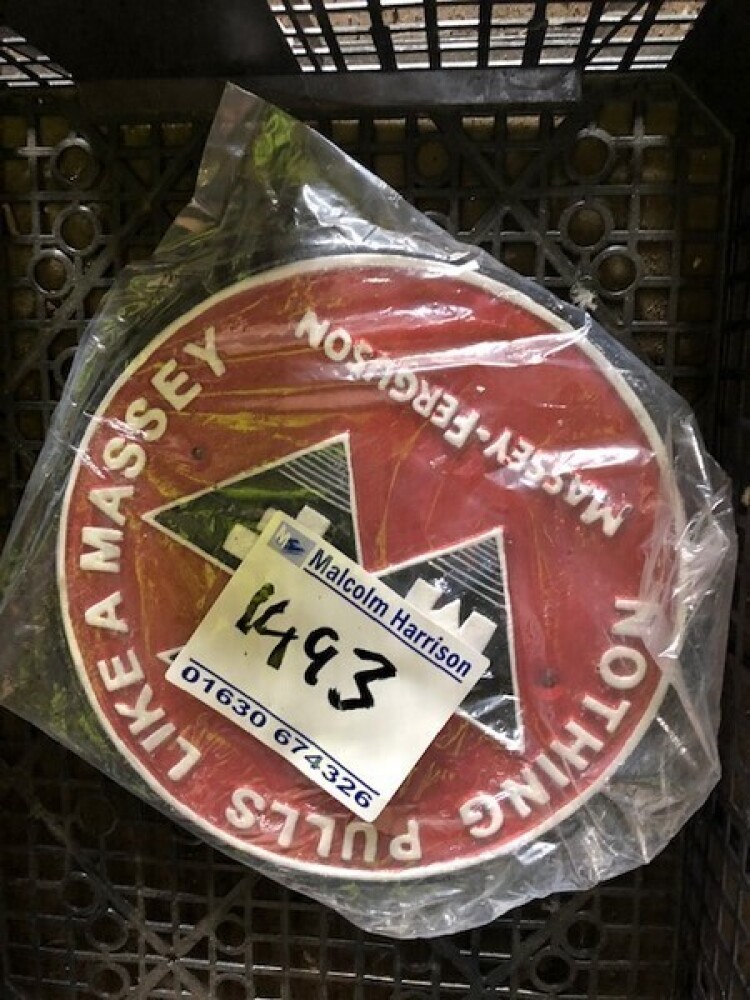 NOTHING PULLS LIKE A MASSEY
MASSEY-FERGUSON
Malcolm Harrison
1493
01630 674326